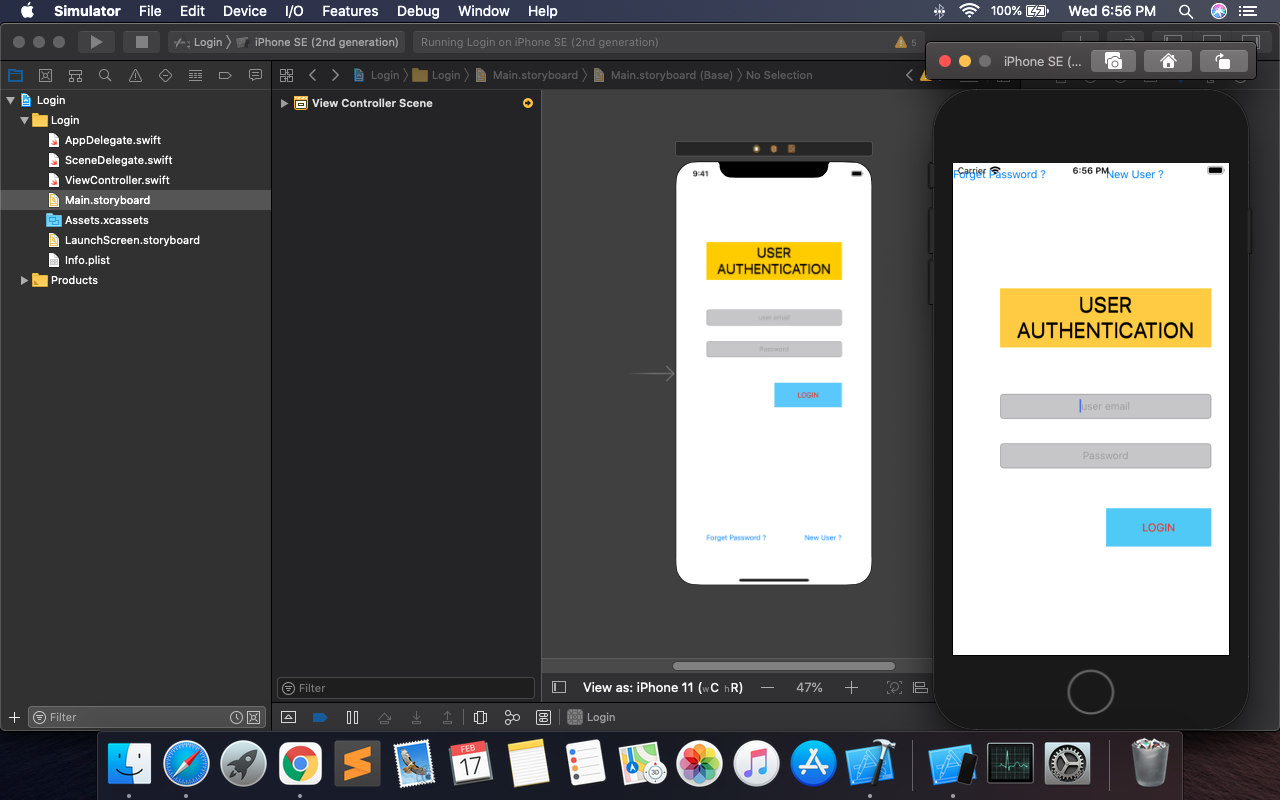 Simulator File Edit Device I/O Features Debug Window Help 100% Wed 6:56 PM
Login iPhone SE (2nd generation) Running Login on iPhone SE (2nd generation) 5
iPhone SE (...
Login Login Main.storyboard Main.storyboard (Base) No Selection
Login
Login
AppDelegate.swift
SceneDelegate.swift
ViewController.swift
Main.storyboard
Assets.xcassets
LaunchScreen.storyboard
Info.plist
Products
Filter
View Controller Scene
Filter
9:41
USER
AUTHENTICATION
user email
Password
LOGIN
Forget Password ? New User ?
View as: iPhone 11 (wC hR) 47%
Login
Carrier 6:56 PM
Forget Password ? New User ?
USER
AUTHENTICATION
user email
Password
LOGIN
FEB
17
3D